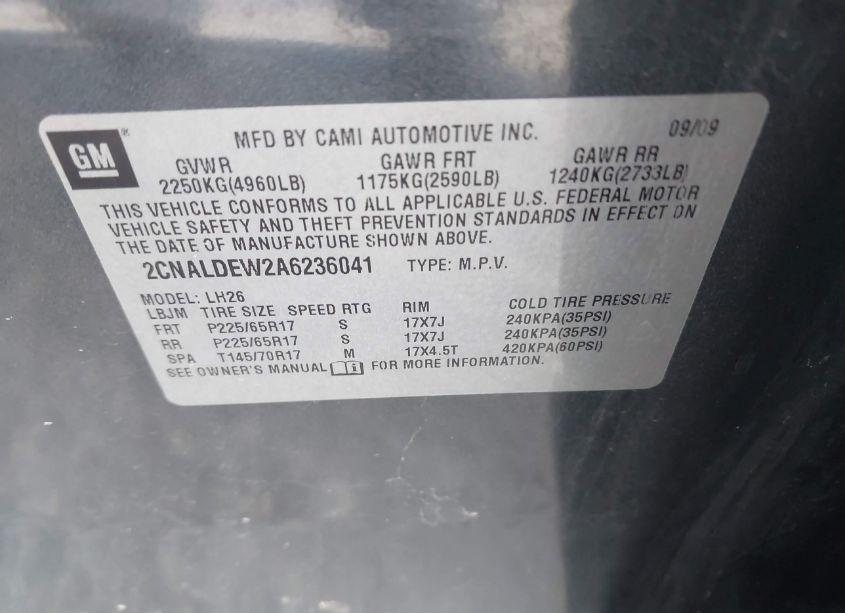 GM®
MFD BY CAMI AUTOMOTIVE INC. 09/09
GVWR GAWR FRT GAWR RR
2250KG(4960LB) 1175KG(2590LB) 1240KG(2733LB)
THIS VEHICLE CONFORMS TO ALL APPLICABLE U.S. FEDERAL MOTOR
VEHICLE SAFETY AND THEFT PREVENTION STANDARDS IN EFFECT ON
THE DATE OF MANUFACTURE SHOWN ABOVE.
2CNALDEW2A6236041 TYPE: M.P.V.
MODEL: LH26
LBJM TIRE SIZE SPEED RTG RIM COLD TIRE PRESSURE
FRT P225/65R17 S 17X7J 240KPA(35PSI)
RR P225/65R17 S 17X7J 240KPA(35PSI)
SPA T145/70R17 M 17X4.5T 420KPA(60PSI)
SEE OWNER'S MANUAL i FOR MORE INFORMATION.